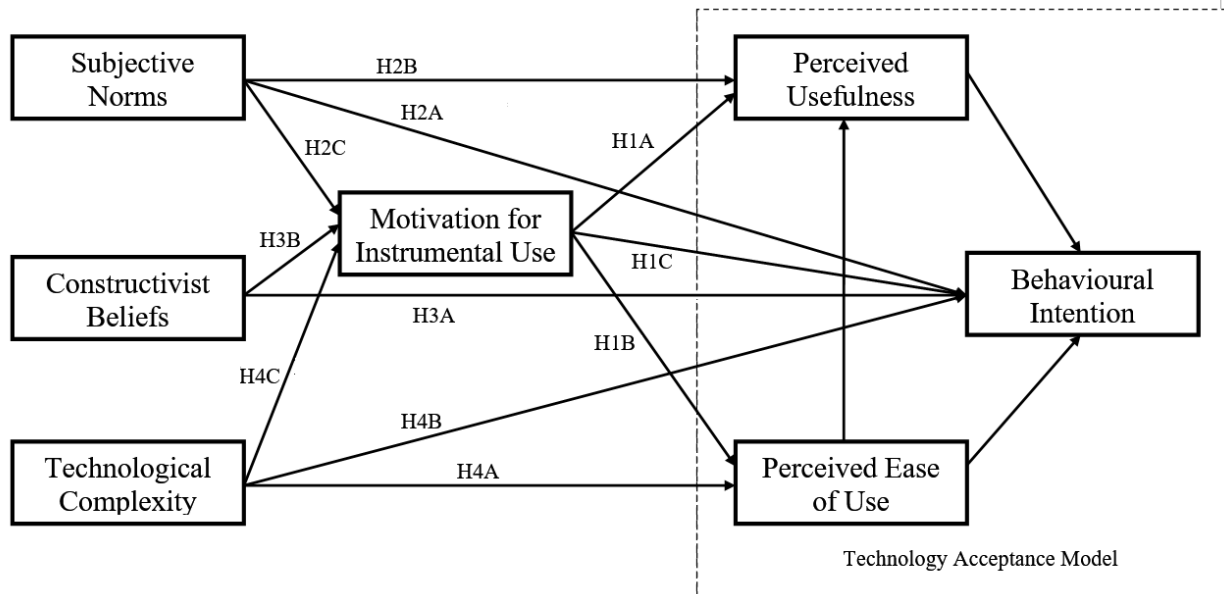 Subjective
Norms
H2B
Perceived
Usefulness
H2A
H1A
H2C
Motivation for
Instrumental Use
H3B
H1C
Constructivist
Beliefs
Behavioural
Intention
H3A
H1B
H4C
H4B
Technological
Complexity
H4A
Perceived Ease
of Use
Technology Acceptance Model